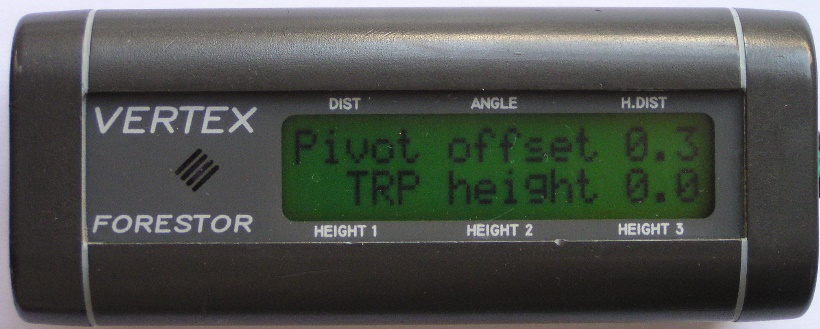 VERTEX
FORESTOR
DIST ANGLE H.DIST
Pivot offset 0.3
TRP height 0.0
HEIGHT 1 HEIGHT 2 HEIGHT 3